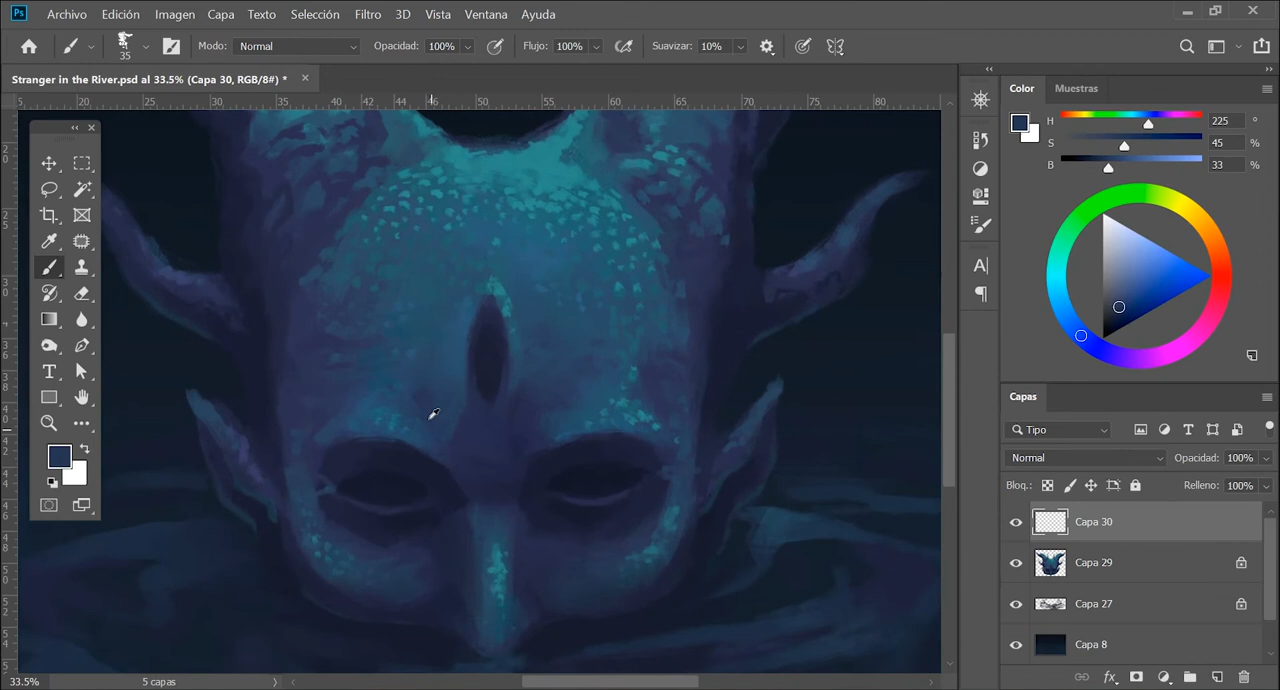 Ps Archivo Edición Imagen Capa Texto Selección Filtro 3D Vista Ventana Ayuda
35 Modo: Normal Opacidad: 100% Flujo: 100% Suavizar: 10%
Stranger in the River.psd al 33.5% (Capa 30, RGB/8#) *
5 20 25 30 35 40 42 44 46 50 55 60 65 70 75 80
Color Muestras
H 225 °
S 45 %
B 33 %
Capas
Tipo
Normal Opacidad: 100%
Bloq.: Relleno: 100%
Capa 30
Capa 29
Capa 27
Capa 8
fx
33.5% 5 capas